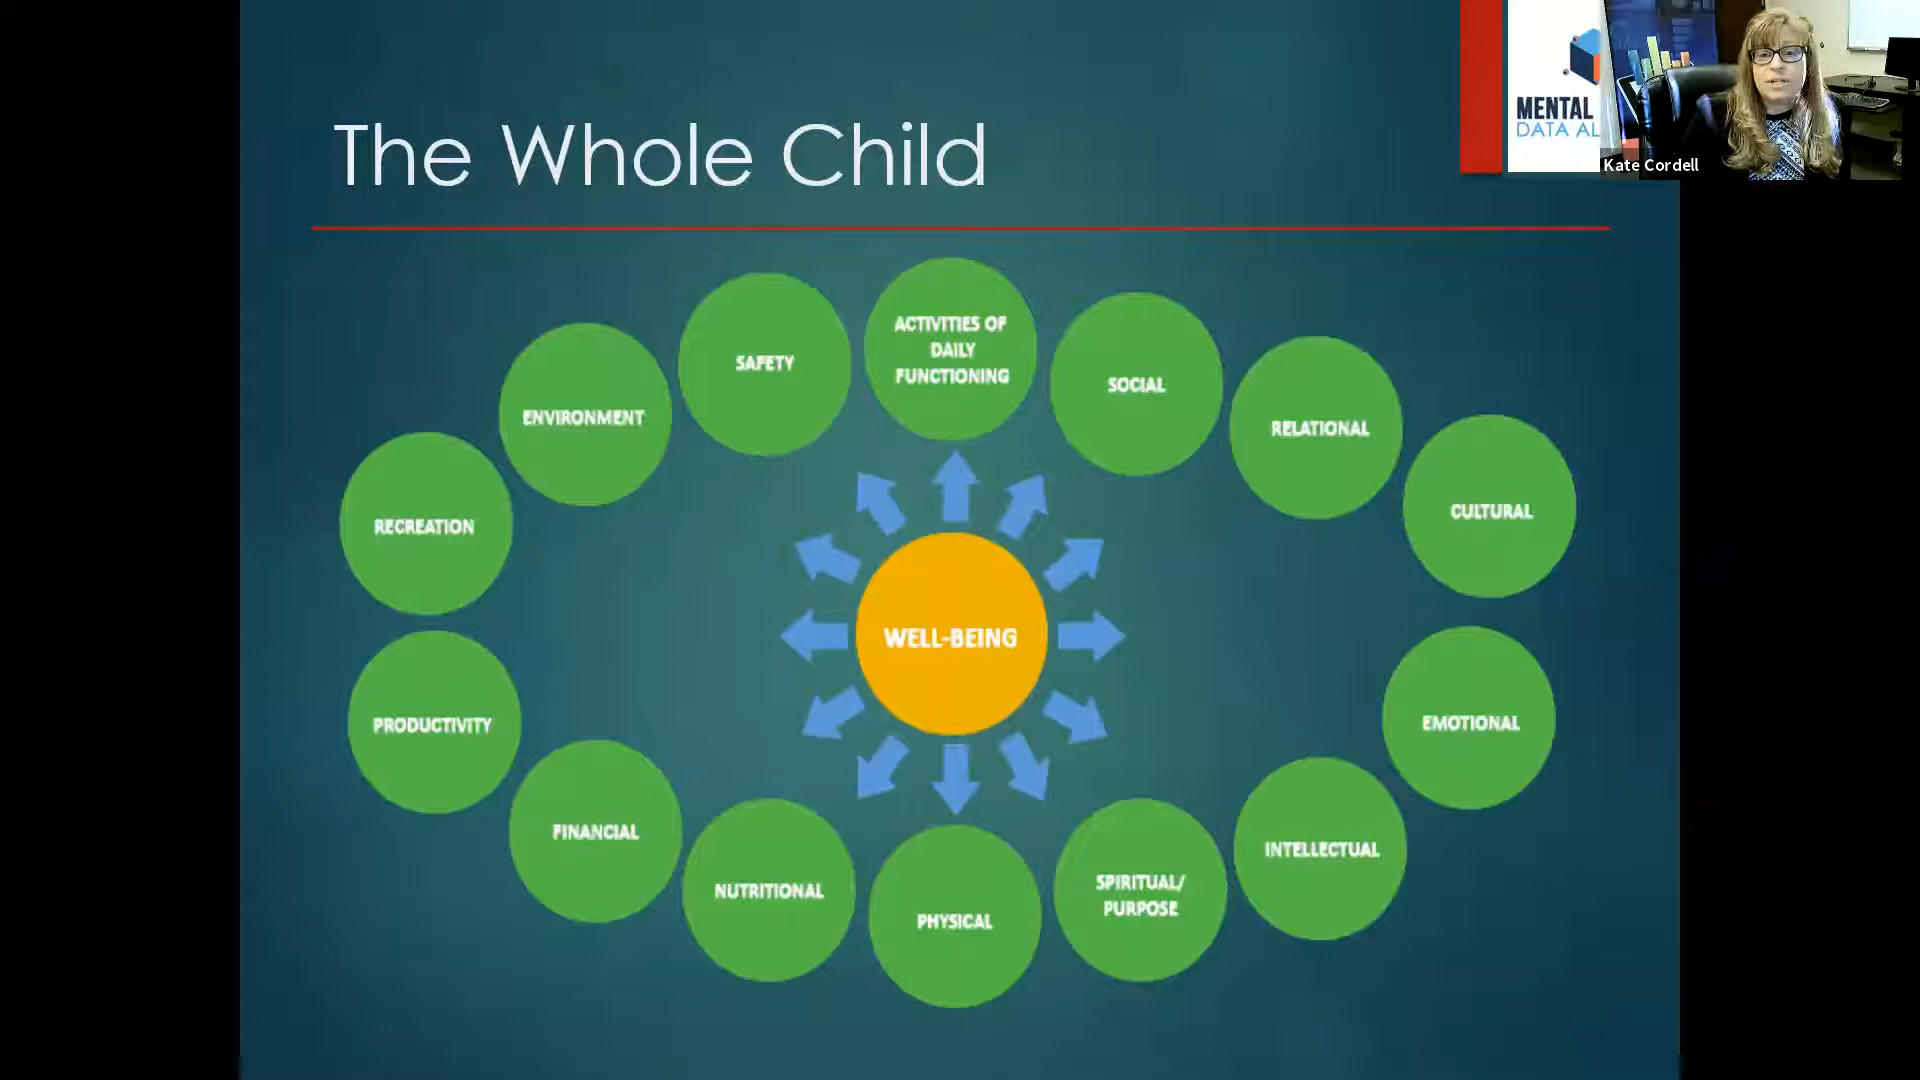 The Whole Child
MENTAL
DATA AL
Kate Cordell
ACTIVITIES OF
DAILY
FUNCTIONING
SAFETY
SOCIAL
ENVIRONMENT
RELATIONAL
RECREATION
CULTURAL
WELL-BEING
PRODUCTIVITY
EMOTIONAL
FINANCIAL
INTELLECTUAL
NUTRITIONAL
PHYSICAL
SPIRITUAL/
PURPOSE